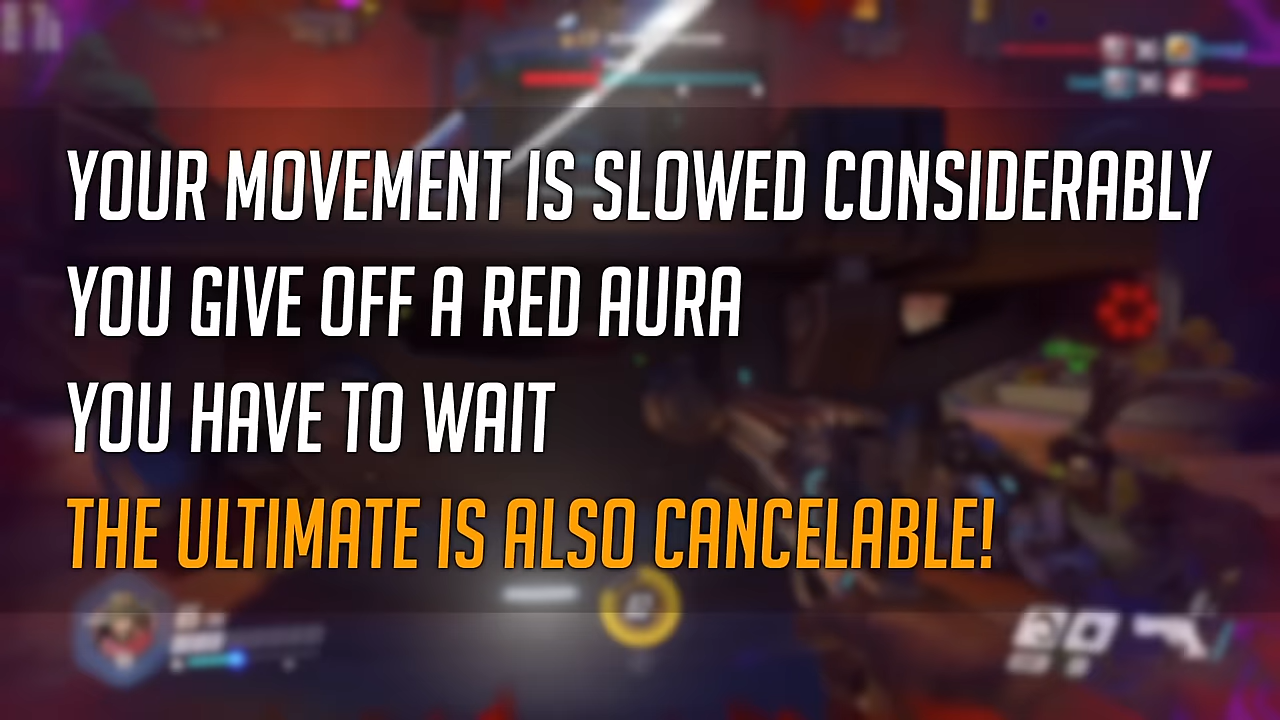 YOUR MOVEMENT IS SLOWED CONSIDERABLY
YOU GIVE OFF A RED AURA
YOU HAVE TO WAIT
THE ULTIMATE IS ALSO CANCELABLE!